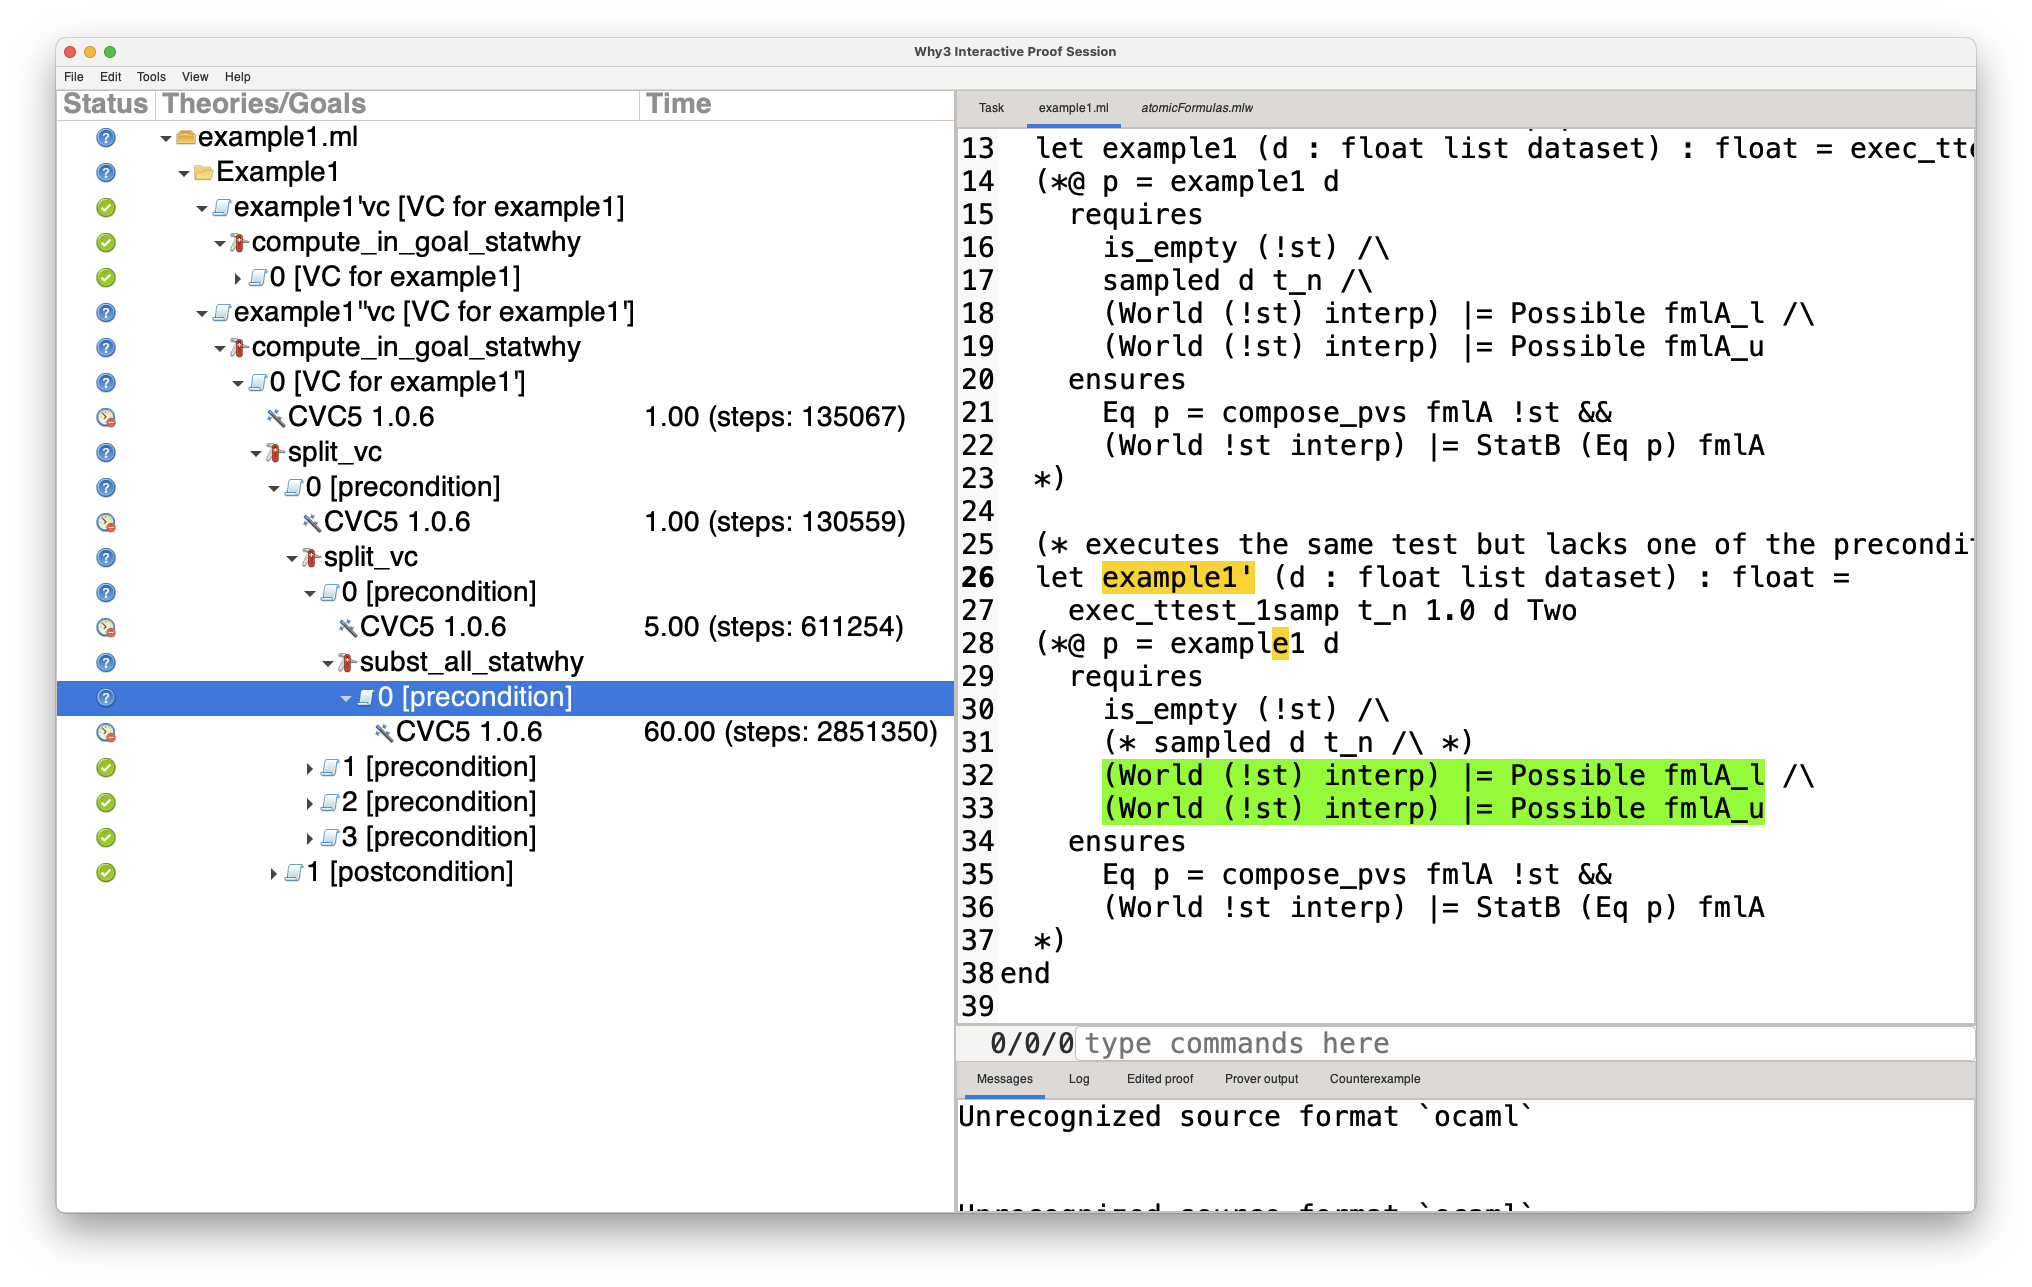 Why3 Interactive Proof Session
File Edit Tools View Help
Status Theories/Goals Time
example1.ml
Example1
example1'vc [VC for example1]
compute_in_goal_statwhy
0 [VC for example1]
example1''vc [VC for example1']
compute_in_goal_statwhy
0 [VC for example1']
CVC5 1.0.6 1.00 (steps: 135067)
split_vc
0 [precondition]
CVC5 1.0.6 1.00 (steps: 130559)
split_vc
0 [precondition]
CVC5 1.0.6 5.00 (steps: 611254)
subst_all_statwhy
0 [precondition]
CVC5 1.0.6 60.00 (steps: 2851350)
1 [precondition]
2 [precondition]
3 [precondition]
1 [postcondition]
Task example1.ml atomicFormulas.mlw
13 let example1 (d : float list dataset) : float = exec_tt
14 (*@ p = example1 d
15 requires
16 is_empty (!st) /\
17 sampled d t_n /\
18 (World (!st) interp) |= Possible fmlA_l /\
19 (World (!st) interp) |= Possible fmlA_u
20 ensures
21 Eq p = compose_pvs fmlA !st &&
22 (World !st interp) |= StatB (Eq p) fmlA
23 *)
24
25 (* executes the same test but lacks one of the precondi
26 let example1' (d : float list dataset) : float =
27 exec_ttest_1samp t_n 1.0 d Two
28 (*@ p = example1 d
29 requires
30 is_empty (!st) /\
31 (* sampled d t_n /\ *)
32 (World (!st) interp) |= Possible fmlA_l /\
33 (World (!st) interp) |= Possible fmlA_u
34 ensures
35 Eq p = compose_pvs fmlA !st &&
36 (World !st interp) |= StatB (Eq p) fmlA
37 *)
38 end
39
0/0/0 type commands here
Messages Log Edited proof Prover output Counterexample
Unrecognized source format `ocaml`
Unrecognized source format `ocaml`